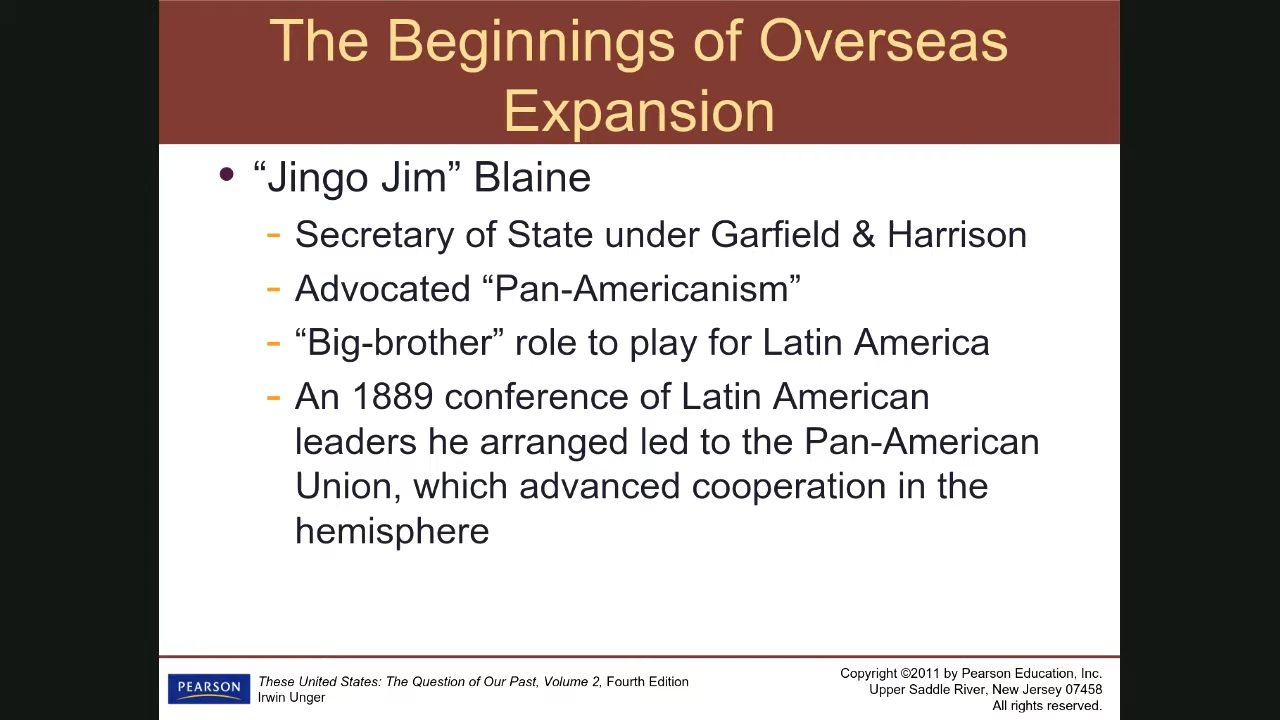 The Beginnings of Overseas
Expansion
• “Jingo Jim” Blaine
- Secretary of State under Garfield & Harrison
- Advocated “Pan-Americanism”
- “Big-brother” role to play for Latin America
- An 1889 conference of Latin American
leaders he arranged led to the Pan-American
Union, which advanced cooperation in the
hemisphere
PEARSON
These United States: The Question of Our Past, Volume 2, Fourth Edition
Irwin Unger
Copyright ©2011 by Pearson Education, Inc.
Upper Saddle River, New Jersey 07458
All rights reserved.